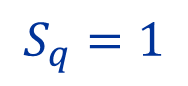 S_q = 1